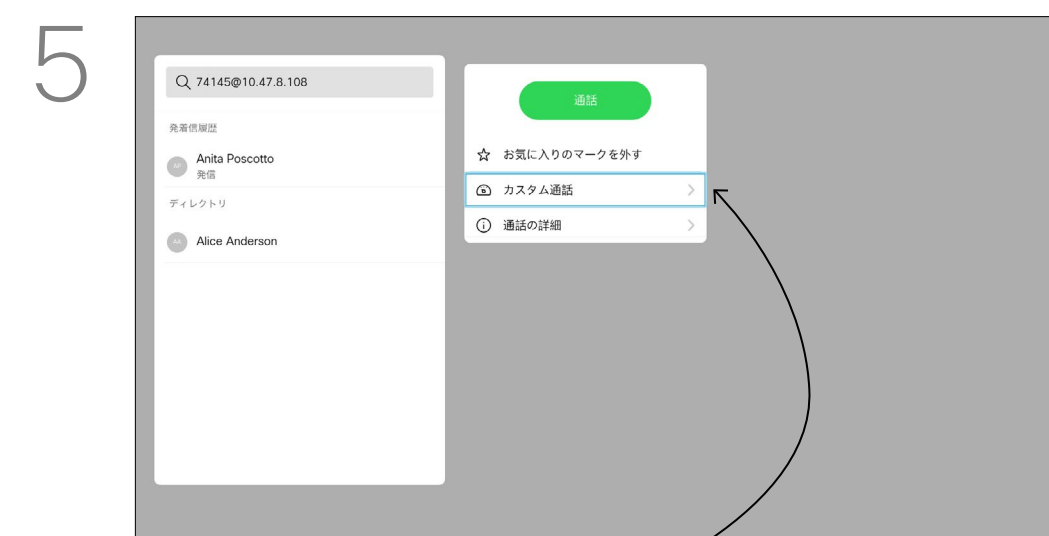 5
74145@10.47.8.108
発着信履歴
AP
Anita Poscotto
発信
ディレクトリ
AA
Alice Anderson
通話
お気に入りのマークを外す
カスタム通話
通話の詳細